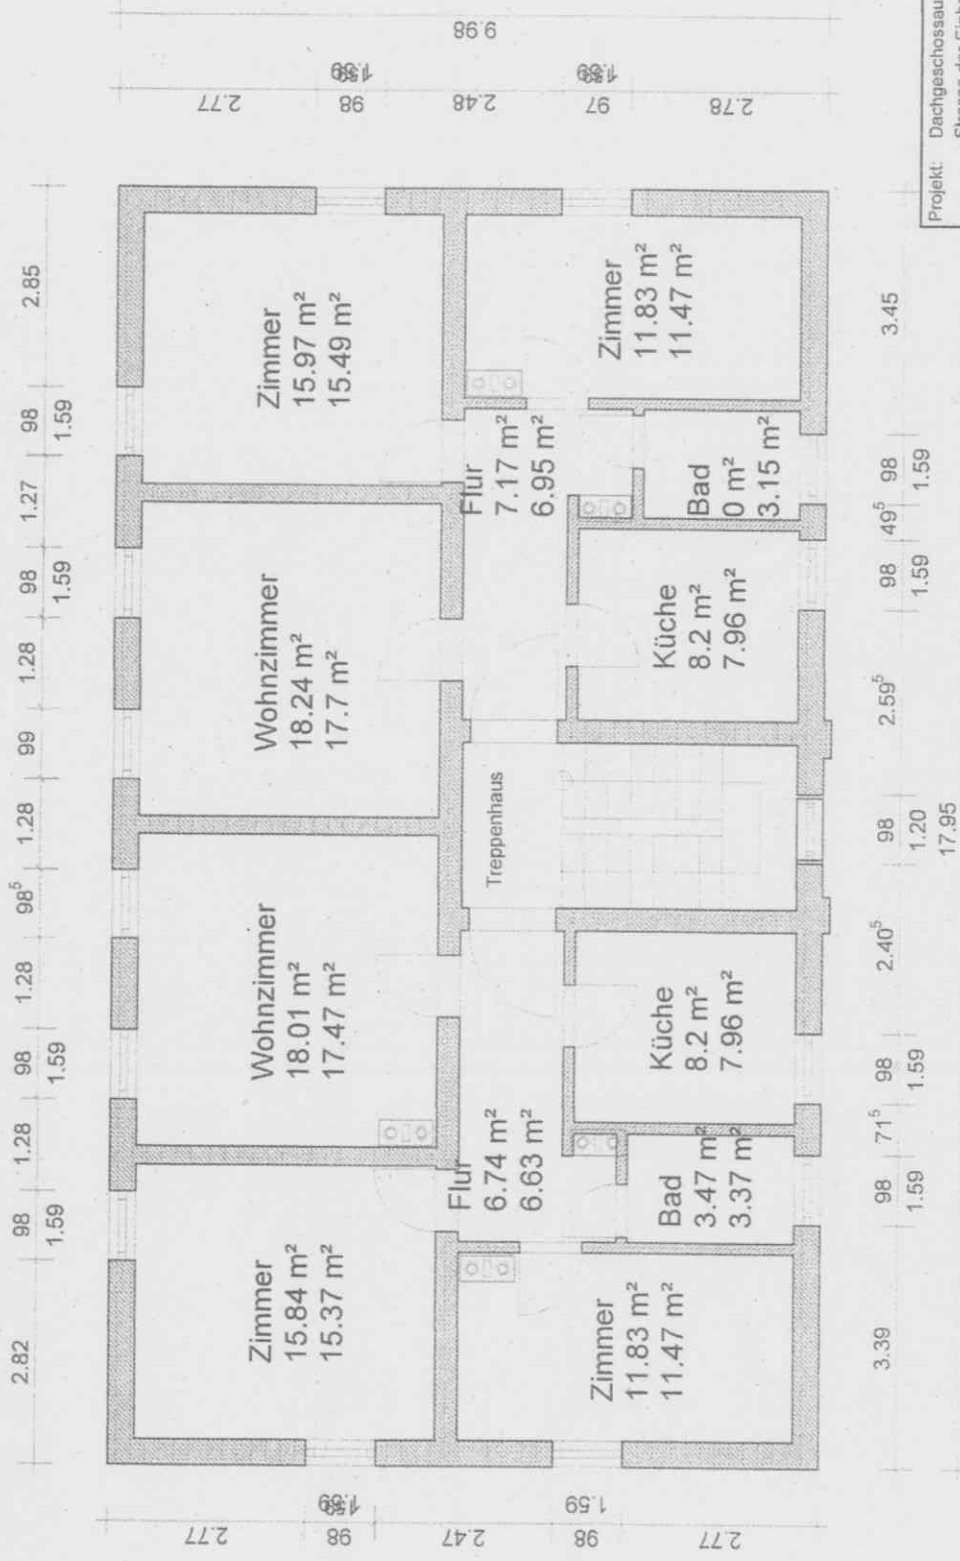 2.82
98
1.28
98
1.28
98⁵
1.28
99
1.28
98
1.27
98
2.85
1.59
1.59
1.59
1.59
Zimmer
15.84 m²
15.37 m²
Wohnzimmer
18.01 m²
17.47 m²
Wohnzimmer
18.24 m²
17.7 m²
Zimmer
15.97 m²
15.49 m²
Flur
6.74 m²
6.63 m²
Treppenhaus
Flur
7.17 m²
6.95 m²
Zimmer
11.83 m²
11.47 m²
Bad
3.47 m²
3.37 m²
Küche
8.2 m²
7.96 m²
Küche
8.2 m²
7.96 m²
Bad
0 m²
3.15 m²
Zimmer
11.83 m²
11.47 m²
2.77
98
2.47
98
2.77
1.59
2.77
98
2.48
97
2.78
9.98
3.39
98
71⁵
98
2.40⁵
98
2.59⁵
98
49⁵
98
3.45
1.59
1.59
1.20
1.59
1.59
17.95
Projekt: Dachgeschossau